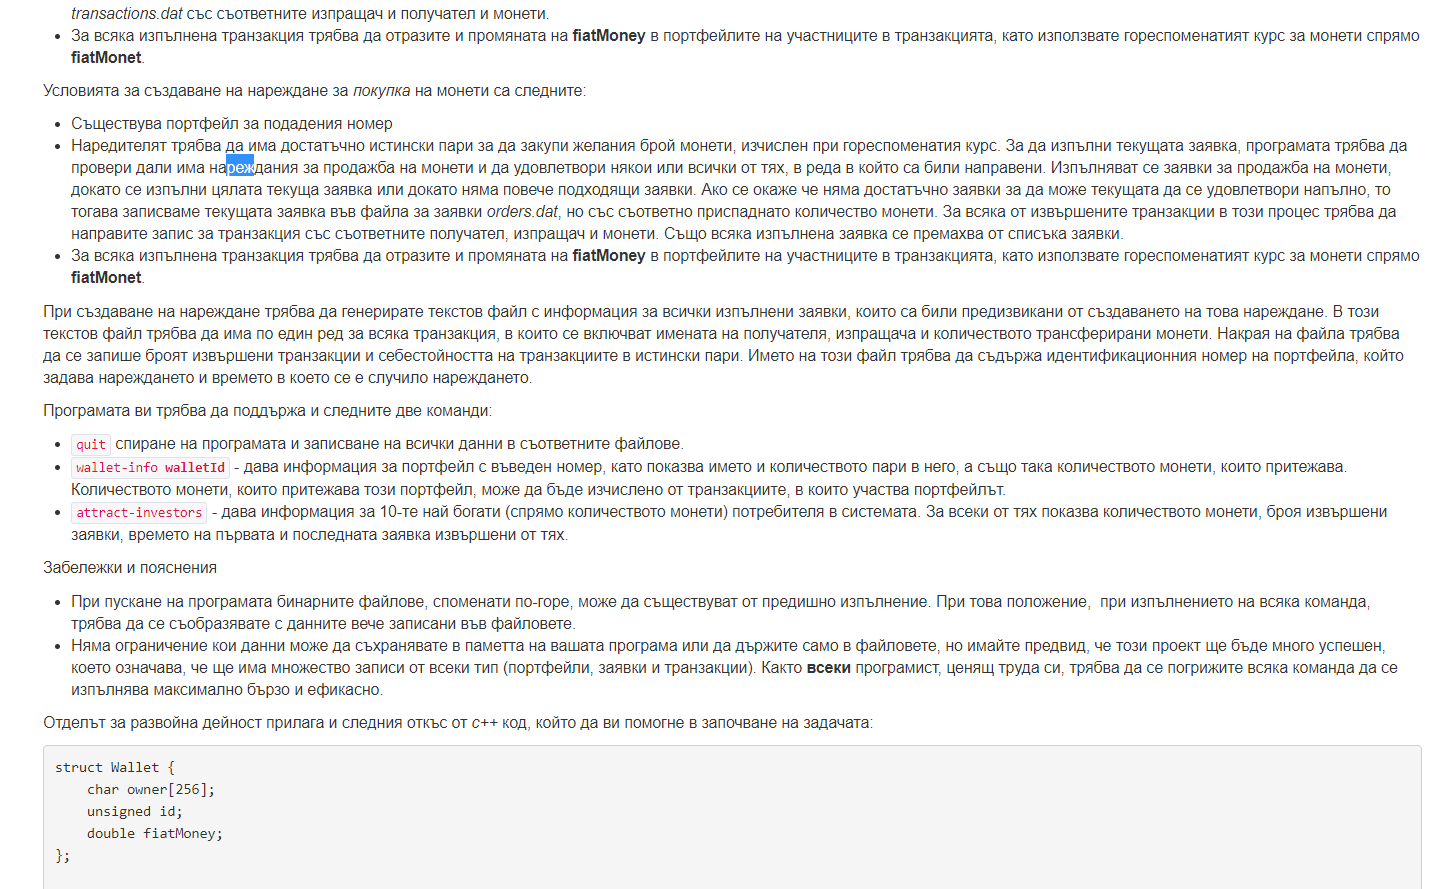 transactions.dat със съответните изпращач и получател и монети.
• За всяка изпълнена транзакция трябва да отразите и промяната на fiatMoney в портфейлите на участниците в транзакцията, като използвате гореспоменатият курс за монети спрямо
fiatMonet.
Условията за създаване на нареждане за покупка на монети са следните:
• Съществува портфейл за подадения номер
• Наредителят трябва да има достатъчно истински пари за да закупи желания брой монети, изчислен при гореспоменатия курс. За да изпълни текущата заявка, програмата трябва да
провери дали има нареждания за продажба на монети и да удовлетвори някои или всички от тях, в реда в който са били направени. Изпълняват се заявки за продажба на монети,
докато се изпълни цялата текуща заявка или докато няма повече подходящи заявки. Ако се окаже че няма достатъчно заявки за да може текущата да се удовлетвори напълно, то
тогава записваме текущата заявка във файла за заявки orders.dat, но със съответно приспаднато количество монети. За всяка от извършените транзакции в този процес трябва да
направите запис за транзакция със съответните получател, изпращач и монети. Също всяка изпълнена заявка се премахва от списъка заявки.
• За всяка изпълнена транзакция трябва да отразите и промяната на fiatMoney в портфейлите на участниците в транзакцията, като използвате гореспоменатият курс за монети спрямо
fiatMonet.
При създаване на нареждане трябва да генерирате текстов файл с информация за всички изпълнени заявки, които са били предизвикани от създаването на това нареждане. В този
текстов файл трябва да има по един ред за всяка транзакция, в които се включват имената на получателя, изпращача и количеството трансферирани монети. Накрая на файла трябва
да се запише броят извършени транзакции и себестойността на транзакциите в истински пари. Името на този файл трябва да съдържа идентификационния номер на портфейла, който
задава нареждането и времето в което се е случило нареждането.
Програмата ви трябва да поддържа и следните две команди:
• quit спиране на програмата и записване на всички данни в съответните файлове.
• wallet-info walletId - дава информация за портфейл с въведен номер, като показва името и количеството пари в него, а също така количеството монети, които притежава.
Количеството монети, които притежава този портфейл, може да бъде изчислено от транзакциите, в които участва портфейлът.
• attract-investors - дава информация за 10-те най богати (спрямо количеството монети) потребителя в системата. За всеки от тях показва количеството монети, броя извършени
заявки, времето на първата и последната заявка извършени от тях.
Забележки и пояснения
• При пускане на програмата бинарните файлове, споменати по-горе, може да съществуват от предишно изпълнение. При това положение, при изпълнението на всяка команда,
трябва да се съобразявате с данните вече записани във файловете.
• Няма ограничение кои данни може да съхранявате в паметта на вашата програма или да държите само в файловете, но имайте предвид, че този проект ще бъде много успешен,
което означава, че ще има множество записи от всеки тип (портфейли, заявки и транзакции). Както всеки програмист, ценящ труда си, трябва да се погрижите всяка команда да се
изпълнява максимално бързо и ефикасно.
Отделът за развойна дейност прилага и следния откъс от c++ код, който да ви помогне в започване на задачата:
struct Wallet {
    char owner[256];
    unsigned id;
    double fiatMoney;
};